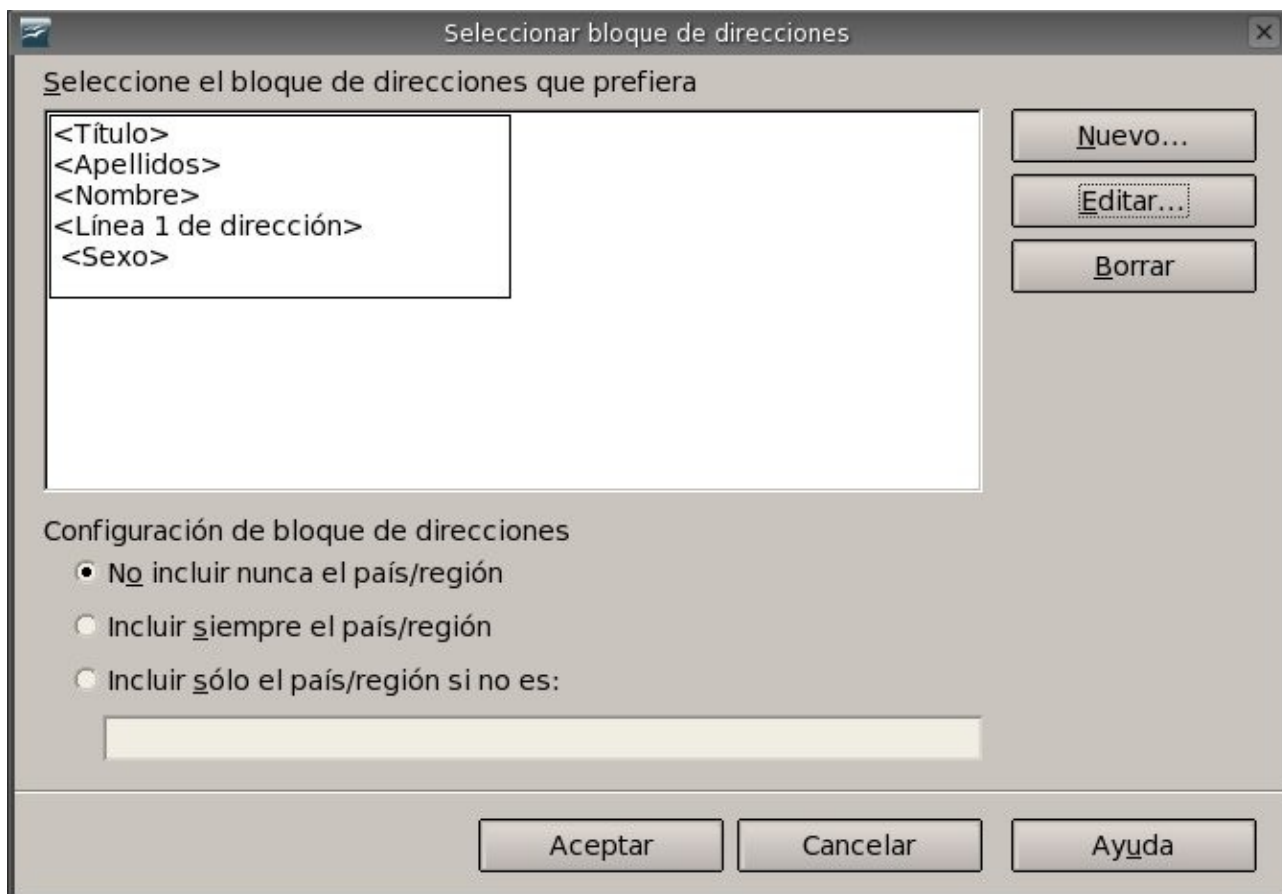 Seleccionar bloque de direcciones
Seleccione el bloque de direcciones que prefiera
<Título>
<Apellidos>
<Nombre>
<Línea 1 de dirección>
<Sexo>
Nuevo...
Editar...
Borrar
Configuración de bloque de direcciones
No incluir nunca el país/región
Incluir siempre el país/región
Incluir sólo el país/región si no es:
Aceptar
Cancelar
Ayuda